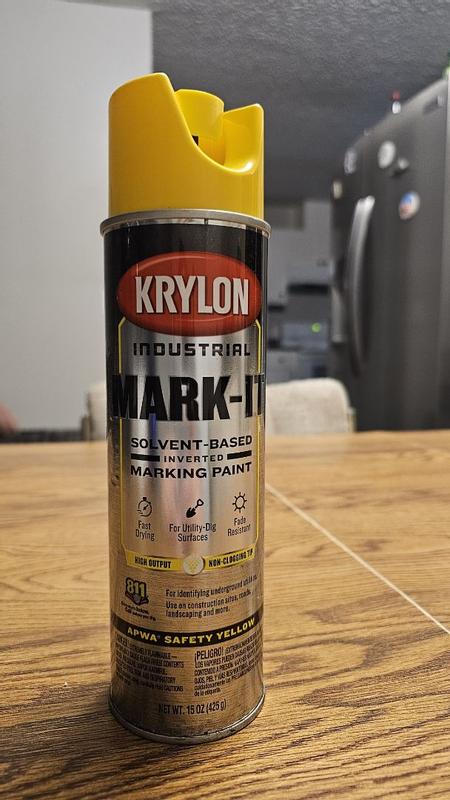 KRYLON
INDUSTRIAL
MARK-IT
SOLVENT-BASED
INVERTED
MARKING PAINT
Fast
Drying
For Utility-Dig
Surfaces
Fade
Resistant
HIGH OUTPUT
NON-CLOGGING TIP
811
For identifying underground utilities.
Use on construction sites, roads,
landscaping and more.
APWA* SAFETY YELLOW
¡PELIGRO!
NET WT. 15 OZ (425 g)